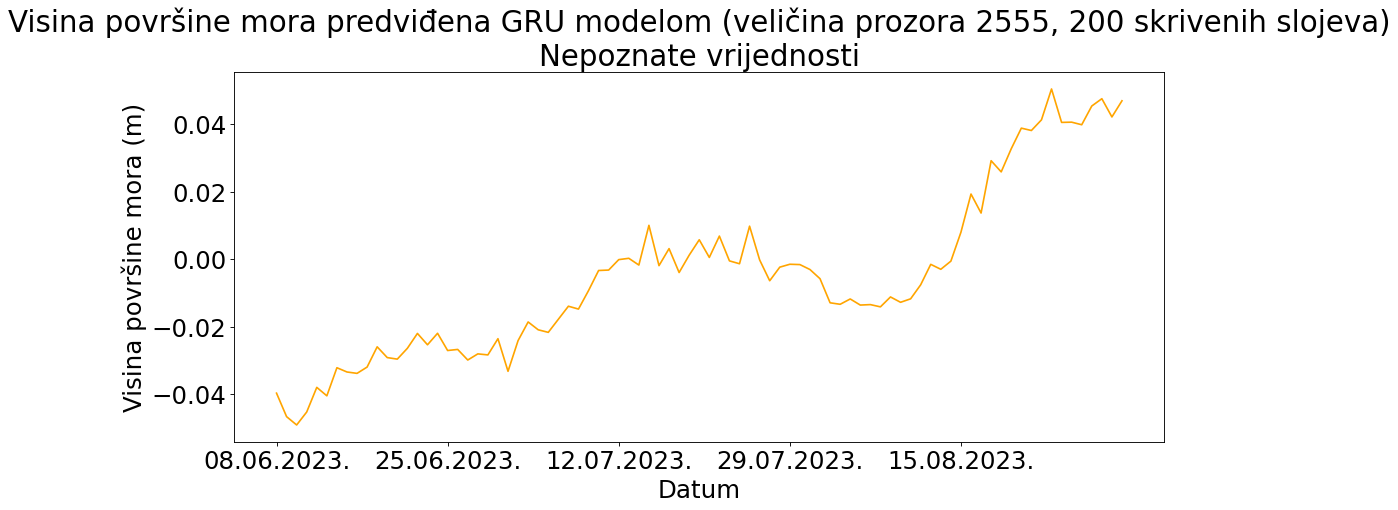 Visina površine mora predviđena GRU modelom (veličina prozora 2555, 200 skrivenih slojeva)
Nepoznate vrijednosti
Visina površine mora (m)
0.04
0.02
0.00
−0.02
−0.04
08.06.2023. 25.06.2023. 12.07.2023. 29.07.2023. 15.08.2023.
Datum